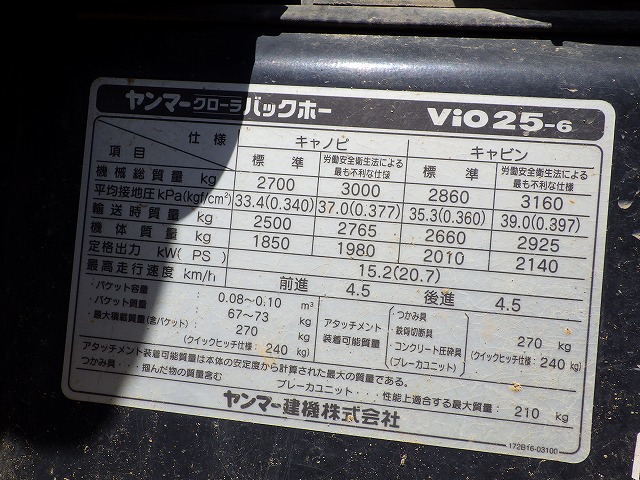 ヤンマークローラバックホー ViO25-6
仕様 キャノピ キャビン
項目 標準 労働安全衛生法による最も不利な仕様 標準 労働安全衛生法による最も不利な仕様
機械総質量 kg 2700 3000 2860 3160
平均接地圧 kPa(kgf/cm²) 33.4(0.340) 37.0(0.377) 35.3(0.360) 39.0(0.397)
輸送時質量 kg 2500 2765 2660 2925
機体質量 kg 1850 1980 2010 2140
定格出力 kW(PS) 15.2(20.7)
最高走行速度 km/h 前進 4.5 後進 4.5
・バケット容量 0.08〜0.10 m³
・バケット質量 67〜73 kg
・最大積載質量(含バケット) 270 kg
(クイックヒッチ仕様:240 kg)
アタッチメント装着可能質量
・つかみ具
・鉄骨切断具
・コンクリート圧砕具
(ブレーカユニット)
270 kg
(クイックヒッチ仕様:240 kg)
アタッチメント装着可能質量は本体の安定度から計算された最大の質量である。
つかみ具・・・掴んだ物の質量含む ブレーカユニット・・・性能上適合する最大質量:210 kg
ヤンマー建機株式会社
172B16-03100